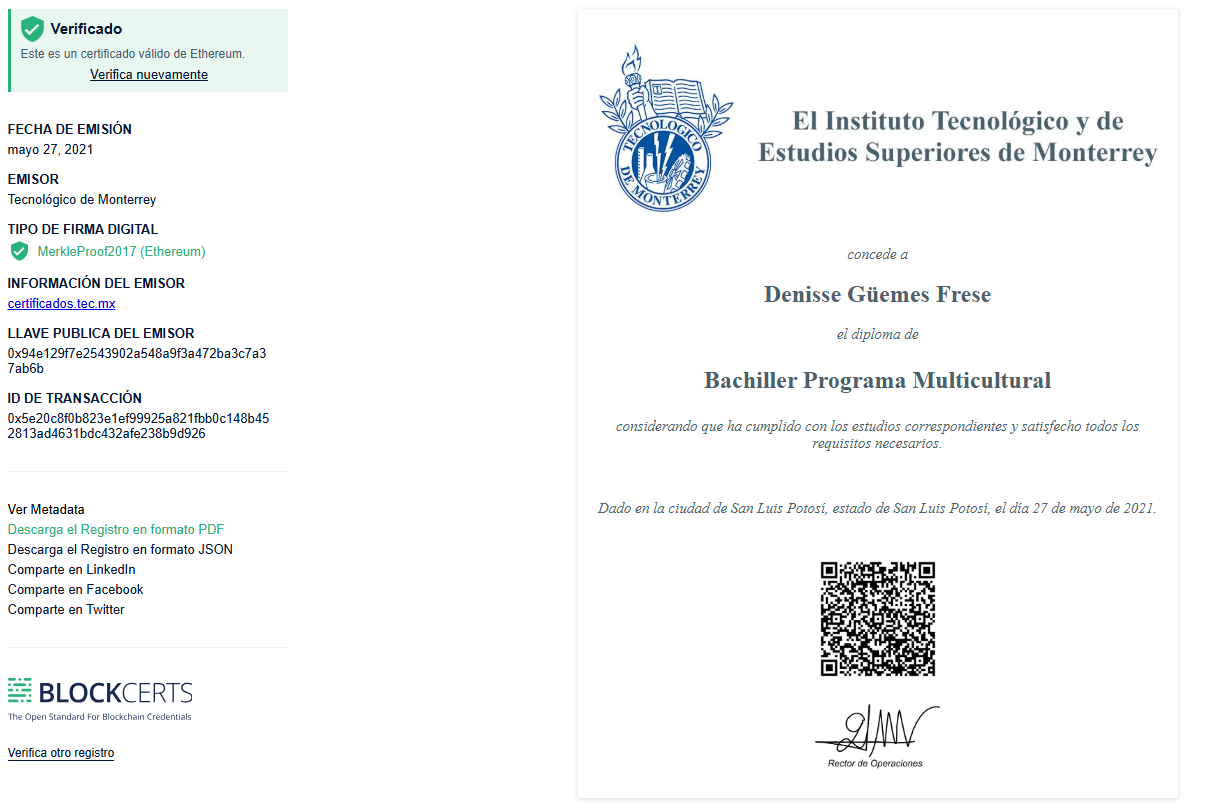 Verificado
Este es un certificado válido de Ethereum.
Verifica nuevamente
FECHA DE EMISIÓN
mayo 27, 2021
EMISOR
Tecnológico de Monterrey
TIPO DE FIRMA DIGITAL
MerkleProof2017 (Ethereum)
INFORMACIÓN DEL EMISOR
certificados.tec.mx
LLAVE PUBLICA DEL EMISOR
0x94e129f7e2543902a548a9f3a472ba3c7a3
7ab6b
ID DE TRANSACCIÓN
0x5e20c8f0b823e1ef99925a821fbb0c148b45
2813ad4631bdc432afe238b9d926
Ver Metadata
Descarga el Registro en formato PDF
Descarga el Registro en formato JSON
Comparte en LinkedIn
Comparte en Facebook
Comparte en Twitter
BLOCKCERTS
The Open Standard For Blockchain Credentials
Verifica otro registro
TECNOLOGICO
DE MONTERREY
El Instituto Tecnológico y de
Estudios Superiores de Monterrey
concede a
Denisse Güemes Frese
el diploma de
Bachiller Programa Multicultural
considerando que ha cumplido con los estudios correspondientes y satisfecho todos los
requisitos necesarios.
Dado en la ciudad de San Luis Potosí, estado de San Luis Potosí, el día 27 de mayo de 2021.
Rector de Operaciones